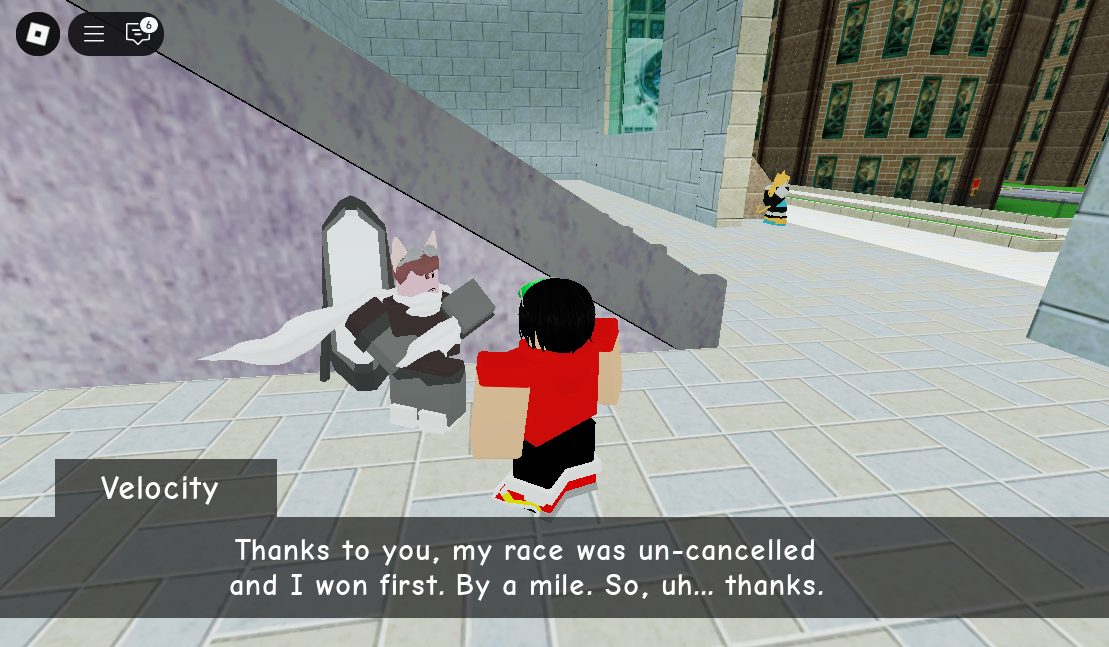 6
Velocity
Thanks to you, my race was un-cancelled
and I won first. By a mile. So, uh... thanks.